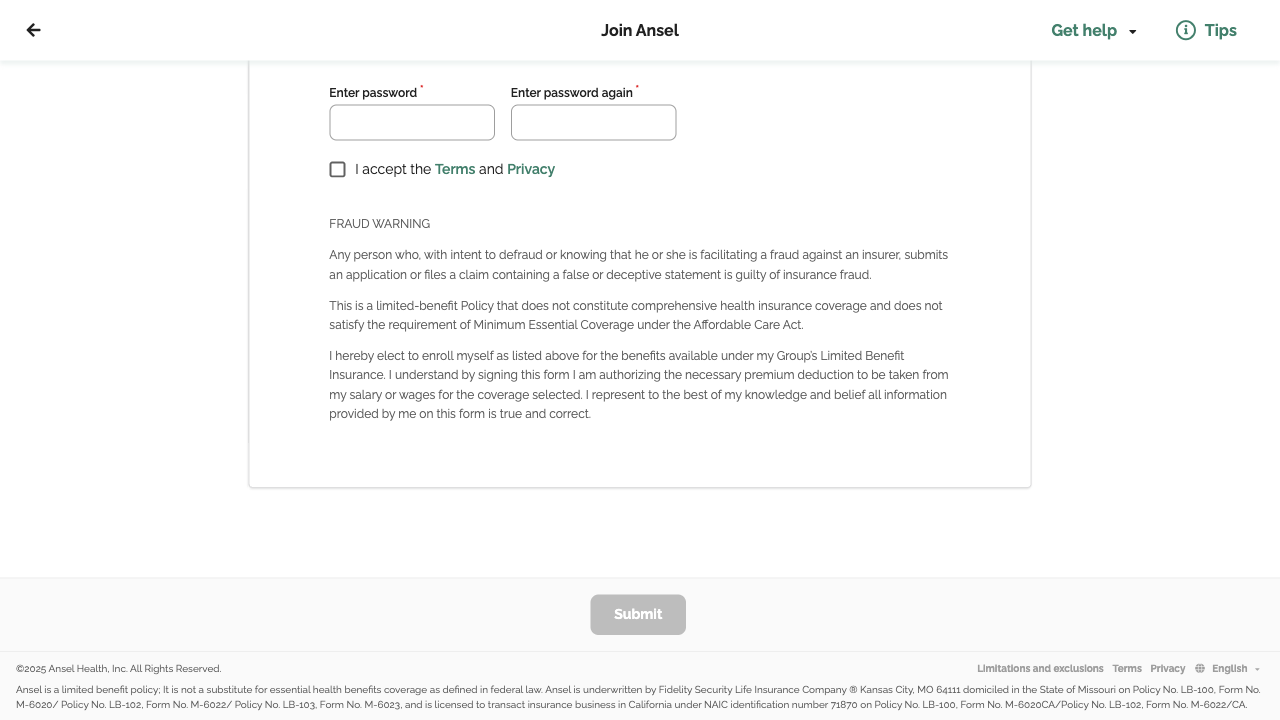 Join Ansel
Get help
Tips
Enter password *
Enter password again *
I accept the Terms and Privacy
FRAUD WARNING
Any person who, with intent to defraud or knowing that he or she is facilitating a fraud against an insurer, submits
an application or files a claim containing a false or deceptive statement is guilty of insurance fraud.
This is a limited-benefit Policy that does not constitute comprehensive health insurance coverage and does not
satisfy the requirement of Minimum Essential Coverage under the Affordable Care Act.
I hereby elect to enroll myself as listed above for the benefits available under my Group's Limited Benefit
Insurance. I understand by signing this form I am authorizing the necessary premium deduction to be taken from
my salary or wages for the coverage selected. I represent to the best of my knowledge and belief all information
provided by me on this form is true and correct.
Submit
©2025 Ansel Health, Inc. All Rights Reserved.
Limitations and exclusions
Terms
Privacy
English
Ansel is a limited benefit policy; It is not a substitute for essential health benefits coverage as defined in federal law. Ansel is underwritten by Fidelity Security Life Insurance Company ® Kansas City, MO 64111 domiciled in the State of Missouri on Policy No. LB-100, Form No.
M-6020/ Policy No. LB-102, Form No. M-6022/ Policy No. LB-103, Form No. M-6023, and is licensed to transact insurance business in California under NAIC identification number 71870 on Policy No. LB-100, Form No. M-6020CA/Policy No. LB-102, Form No. M-6022/CA.